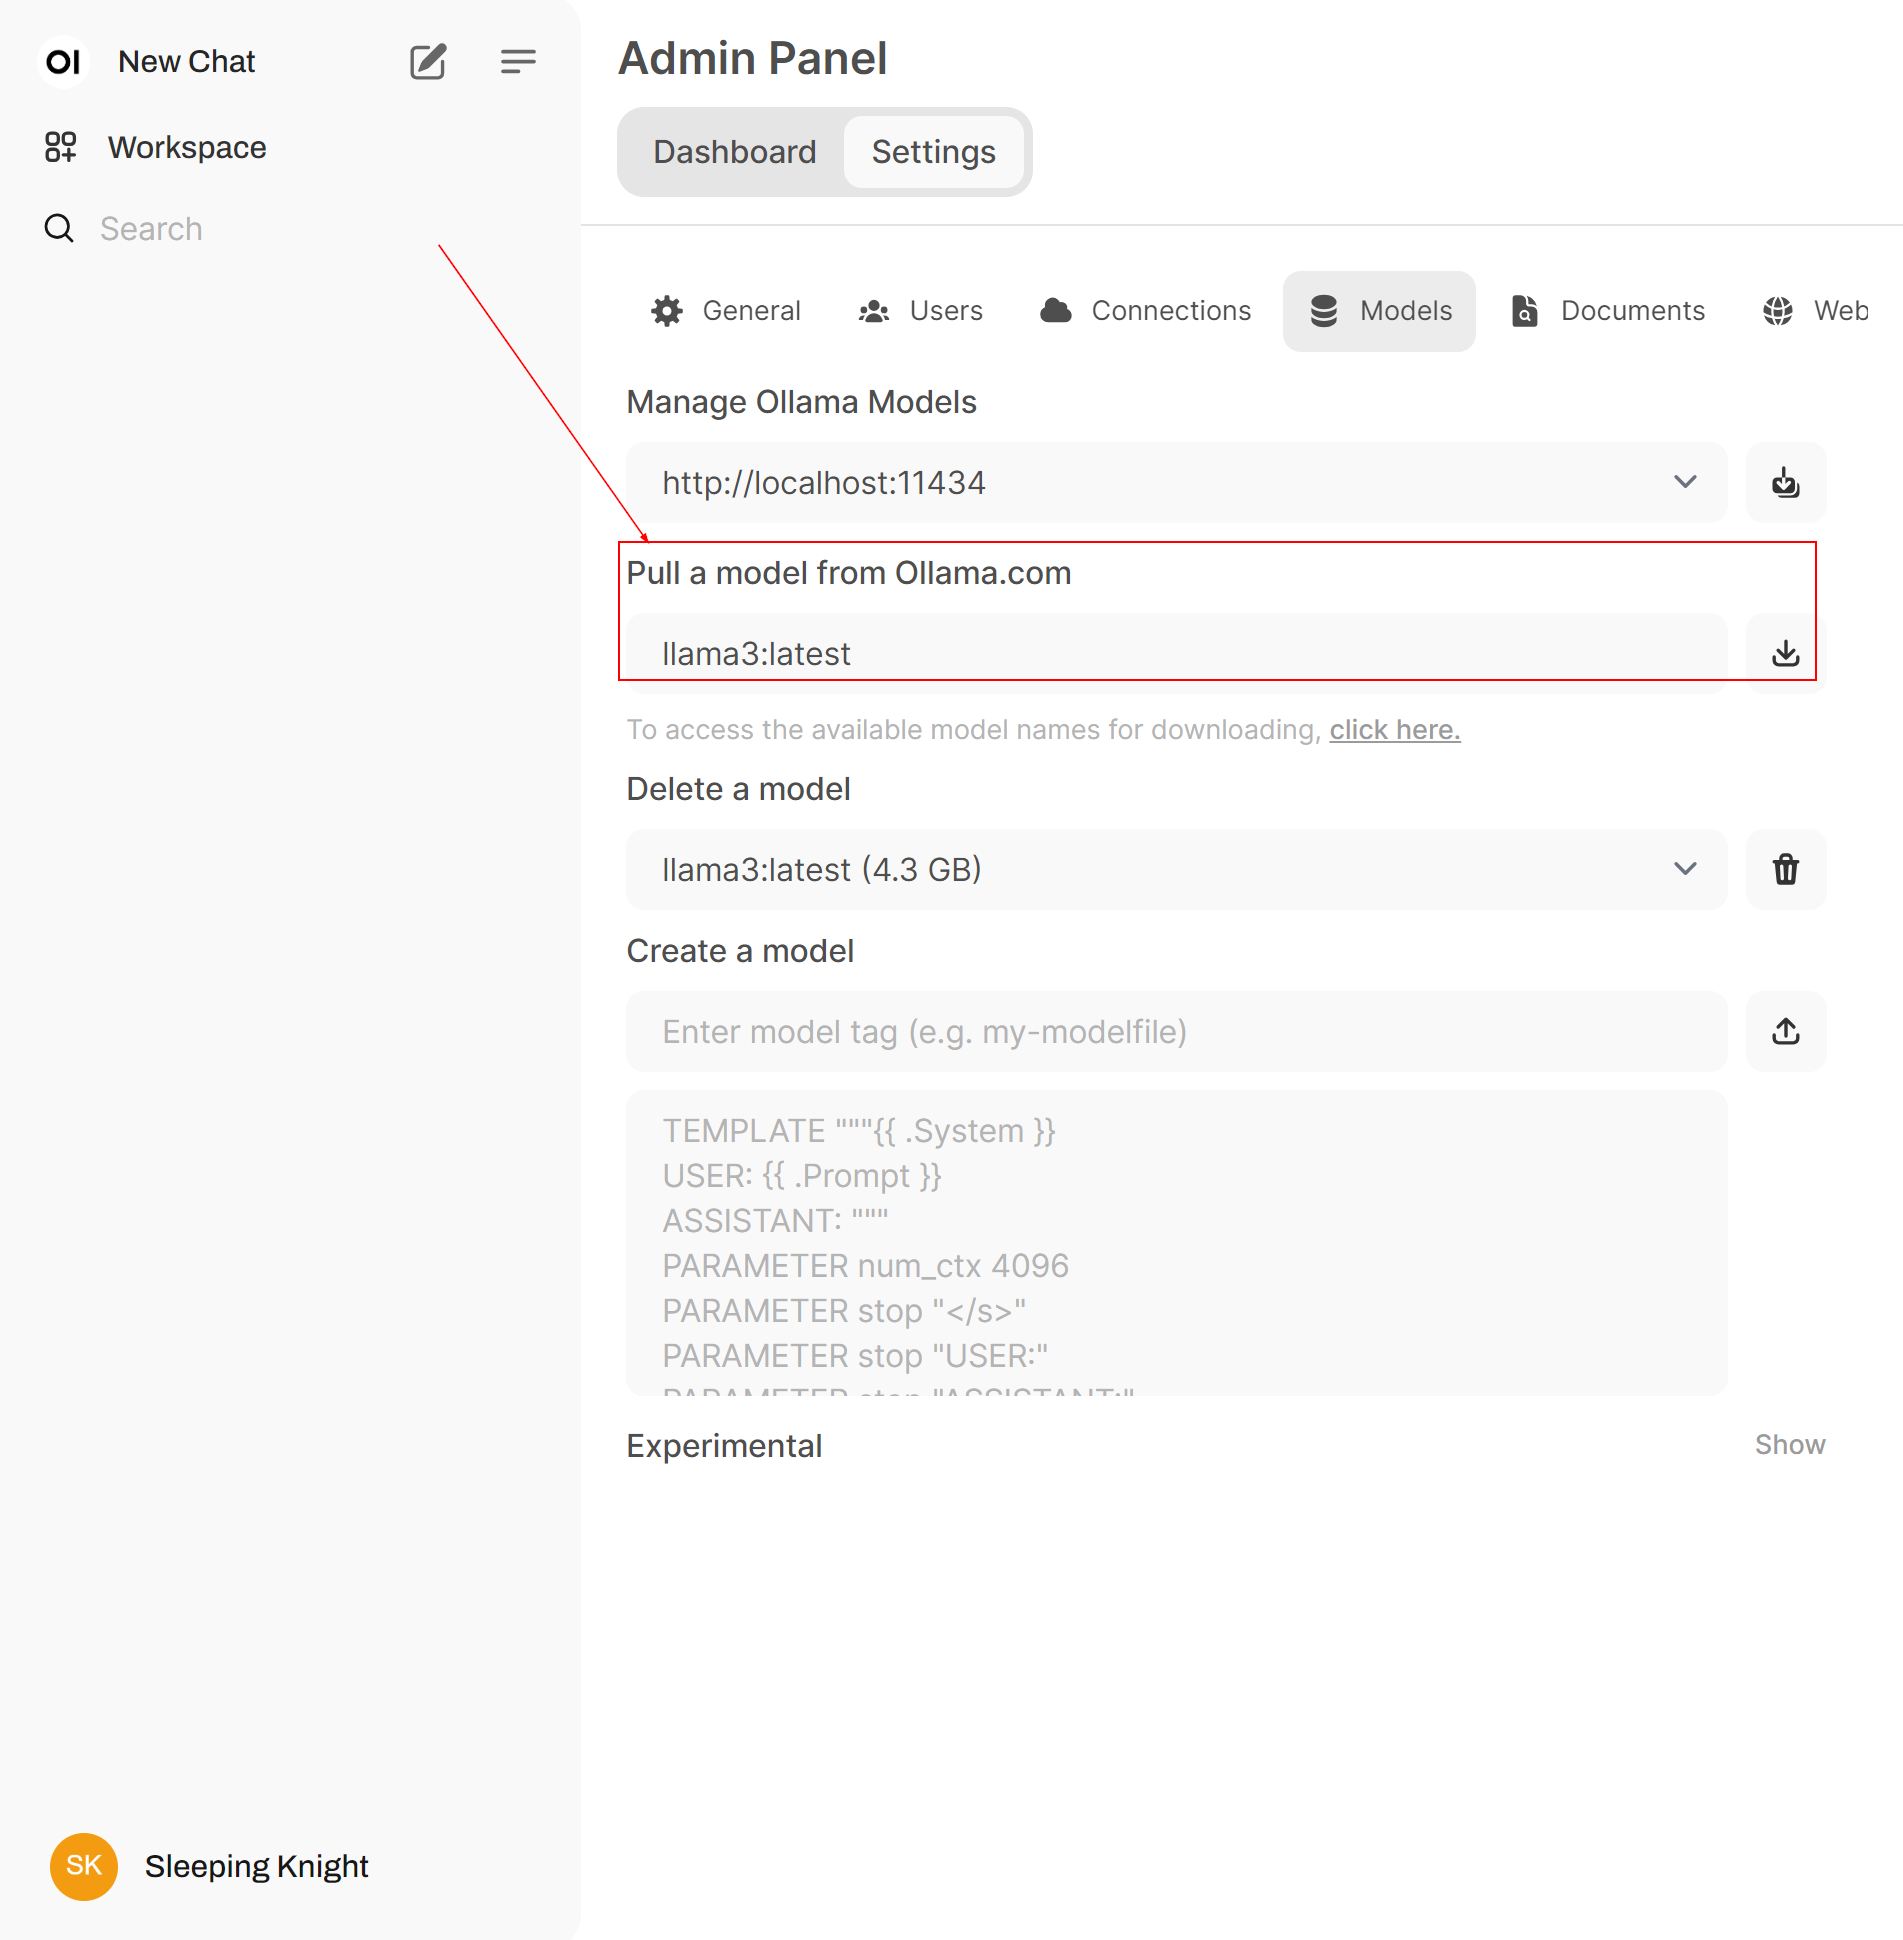 OI New Chat
Workspace
Search
Admin Panel
Dashboard Settings
General Users Connections Models Documents Web
Manage Ollama Models
http://localhost:11434
Pull a model from Ollama.com
llama3:latest
To access the available model names for downloading, click here.
Delete a model
llama3:latest (4.3 GB)
Create a model
Enter model tag (e.g. my-modelfile)
TEMPLATE """{{ .System }}
USER: {{ .Prompt }}
ASSISTANT: """
PARAMETER num_ctx 4096
PARAMETER stop "</s>"
PARAMETER stop "USER:"
PARAMETER stop "ASSISTANT:"
Experimental Show
SK Sleeping Knight